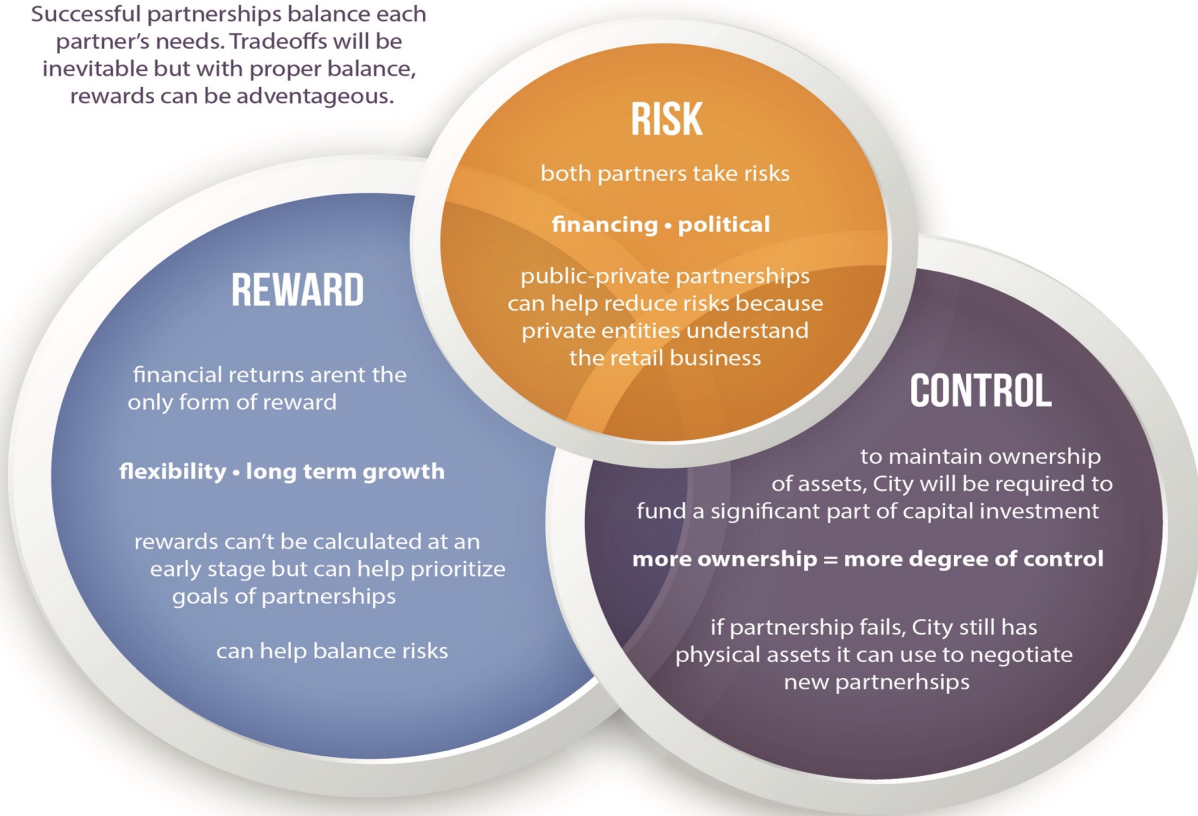 Successful partnerships balance each
partner's needs. Tradeoffs will be
inevitable but with proper balance,
rewards can be adventageous.
RISK
both partners take risks
financing • political
public-private partnerships
can help reduce risks because
private entities understand
the retail business
REWARD
financial returns arent the
only form of reward
flexibility • long term growth
rewards can't be calculated at an
early stage but can help prioritize
goals of partnerships
can help balance risks
CONTROL
to maintain ownership
of assets, City will be required to
fund a significant part of capital investment
more ownership = more degree of control
if partnership fails, City still has
physical assets it can use to negotiate
new partnerhsips